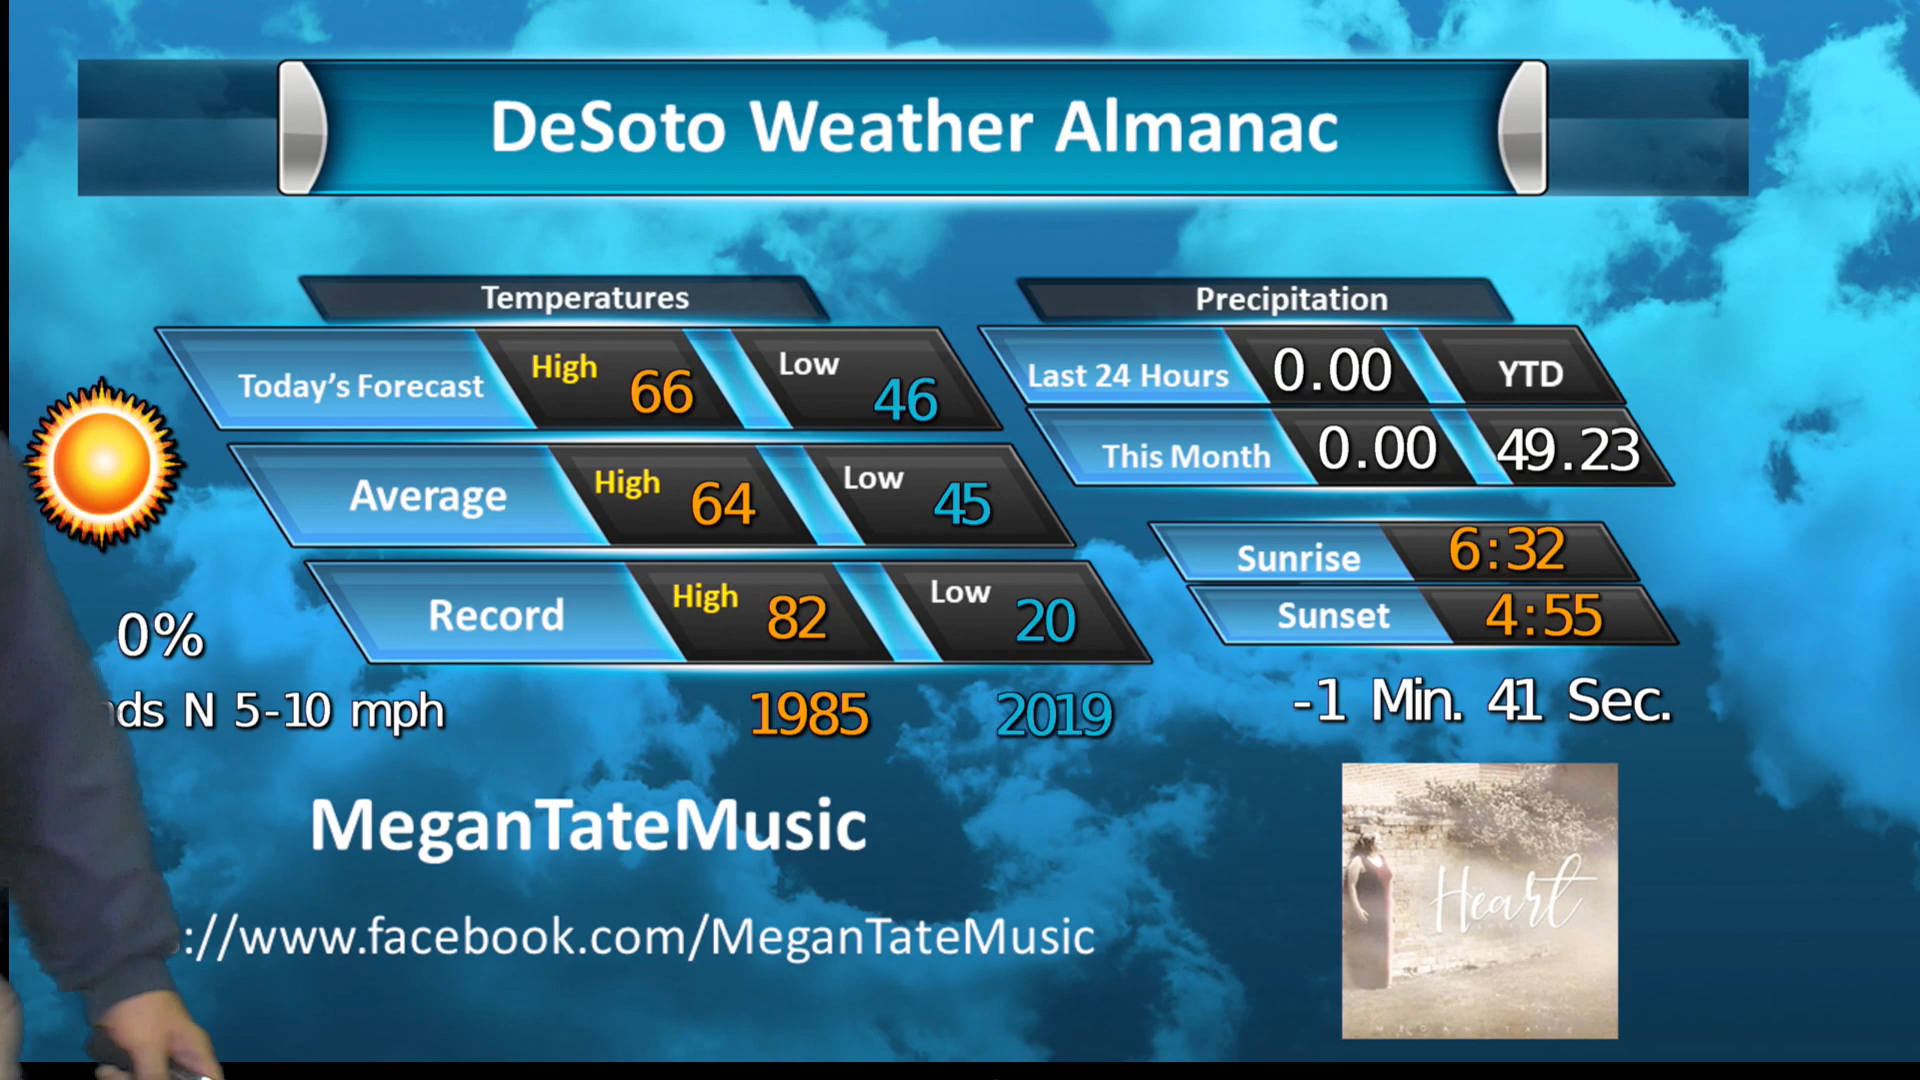 DeSoto Weather Almanac
Temperatures
Today's Forecast High 66 Low 46
Average High 64 Low 45
Record High 82 Low 20
1985 2019
Precipitation
Last 24 Hours 0.00 YTD
This Month 0.00 49.23
Sunrise 6:32
Sunset 4:55
-1 Min. 41 Sec.
0%
ds N 5-10 mph
MeganTateMusic
://www.facebook.com/MeganTateMusic
Heart